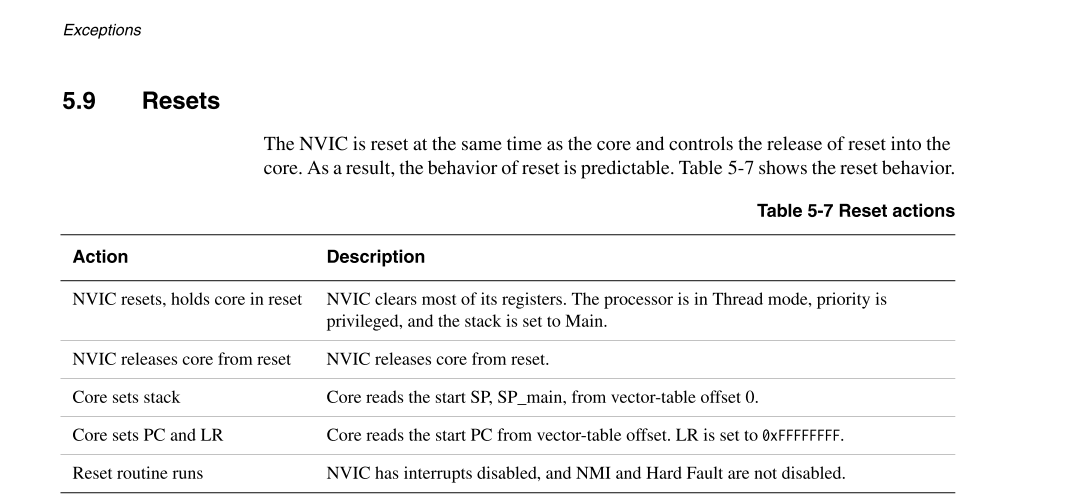 Exceptions
5.9 Resets
The NVIC is reset at the same time as the core and controls the release of reset into the
core. As a result, the behavior of reset is predictable. Table 5-7 shows the reset behavior.
Table 5-7 Reset actions
Action Description
NVIC resets, holds core in reset NVIC clears most of its registers. The processor is in Thread mode, priority is
privileged, and the stack is set to Main.
NVIC releases core from reset NVIC releases core from reset.
Core sets stack Core reads the start SP, SP_main, from vector-table offset 0.
Core sets PC and LR Core reads the start PC from vector-table offset. LR is set to 0xFFFFFFFF.
Reset routine runs NVIC has interrupts disabled, and NMI and Hard Fault are not disabled.